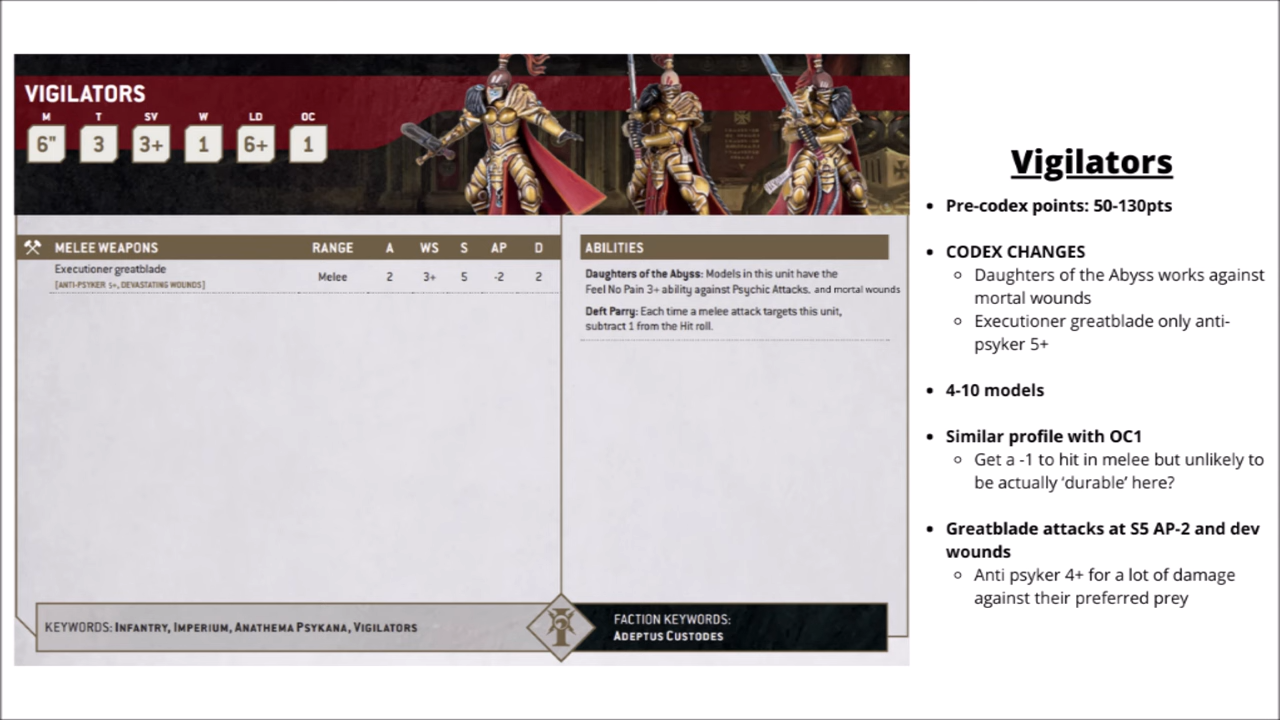 VIGILATORS
M T SV W LD OC
6" 3 3+ 1 6+ 1
MELEE WEAPONS RANGE A WS S AP D
Executioner greatblade
[ANTI-PSYKER 5+, DEVASTATING WOUNDS]
Melee 2 3+ 5 -2 2
ABILITIES
Daughters of the Abyss: Models in this unit have the
Feel No Pain 3+ ability against Psychic Attacks. and mortal wounds
Deft Parry: Each time a melee attack targets this unit,
subtract 1 from the Hit roll.
KEYWORDS: INFANTRY, IMPERIUM, ANATHEMA PSYKANA, VIGILATORS
FACTION KEYWORDS:
ADEPTUS CUSTODES
Vigilators
• Pre-codex points: 50-130pts
• CODEX CHANGES
○ Daughters of the Abyss works against
mortal wounds
○ Executioner greatblade only anti-
psyker 5+
• 4-10 models
• Similar profile with OC1
○ Get a -1 to hit in melee but unlikely to
be actually ‘durable’ here?
• Greatblade attacks at S5 AP-2 and dev
wounds
○ Anti psyker 4+ for a lot of damage
against their preferred prey